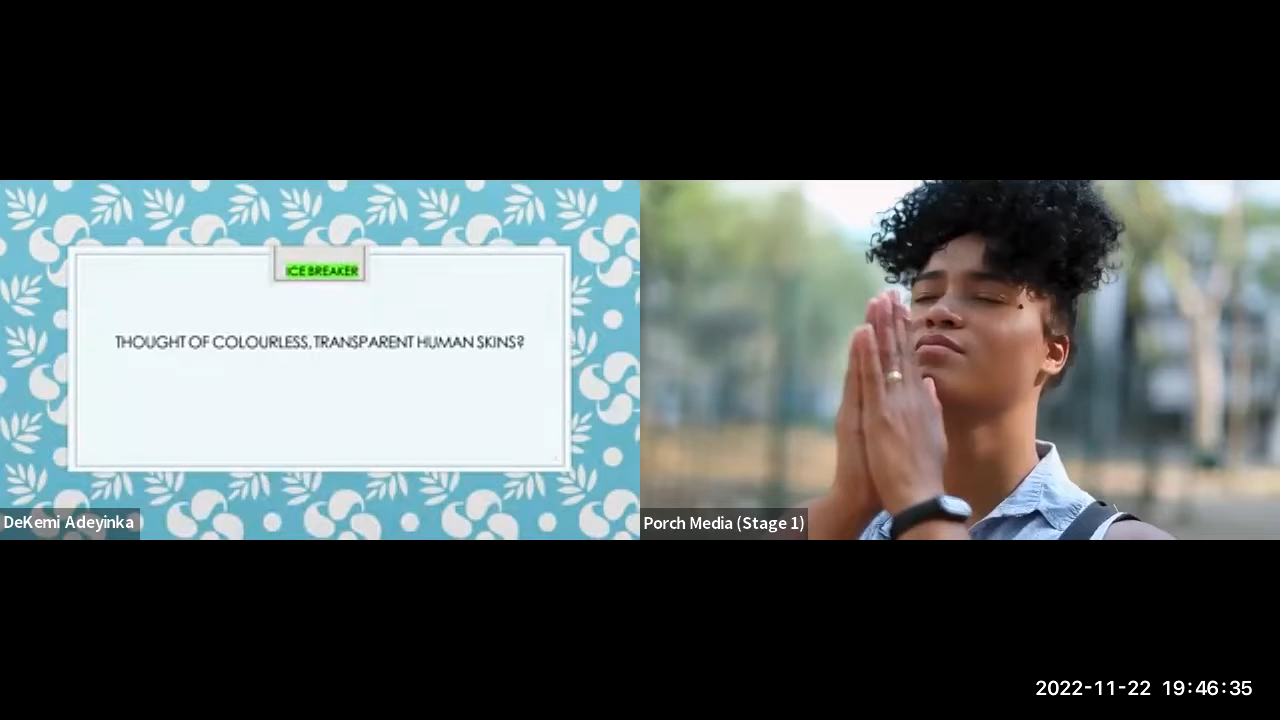 ICE BREAKER
THOUGHT OF COLOURLESS, TRANSPARENT HUMAN SKINS?
DeKemi Adeyinka
Porch Media (Stage 1)
2022-11-22 19:46:35